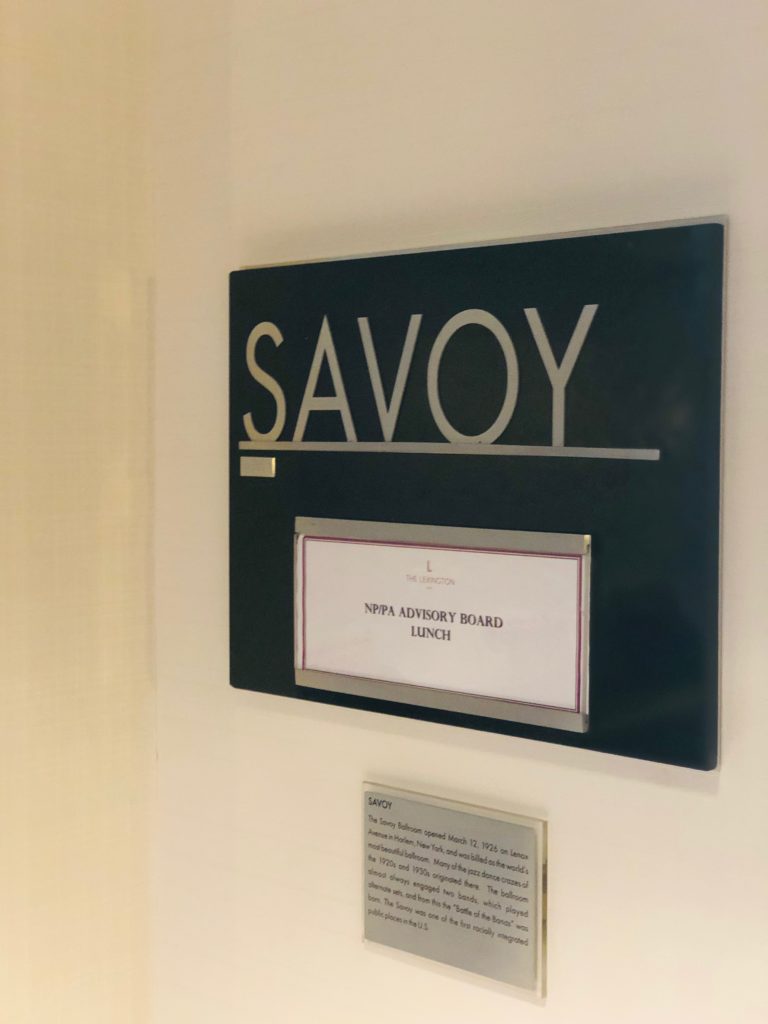 SAVOY
L
THE LEXINGTON
NP/PA ADVISORY BOARD
LUNCH
SAVOY
The Savoy Ballroom opened March 12, 1926 on Lenox
Avenue in Harlem, New York, and was billed as the world's
most beautiful ballroom. Many of the jazz dance crazes of
the 1920s and 1930s originated there. The ballroom
almost always engaged two bands, which played
alternate sets, and from this the "Battle of the Bands" was
born. The Savoy was one of the first racially integrated
public places in the U.S.